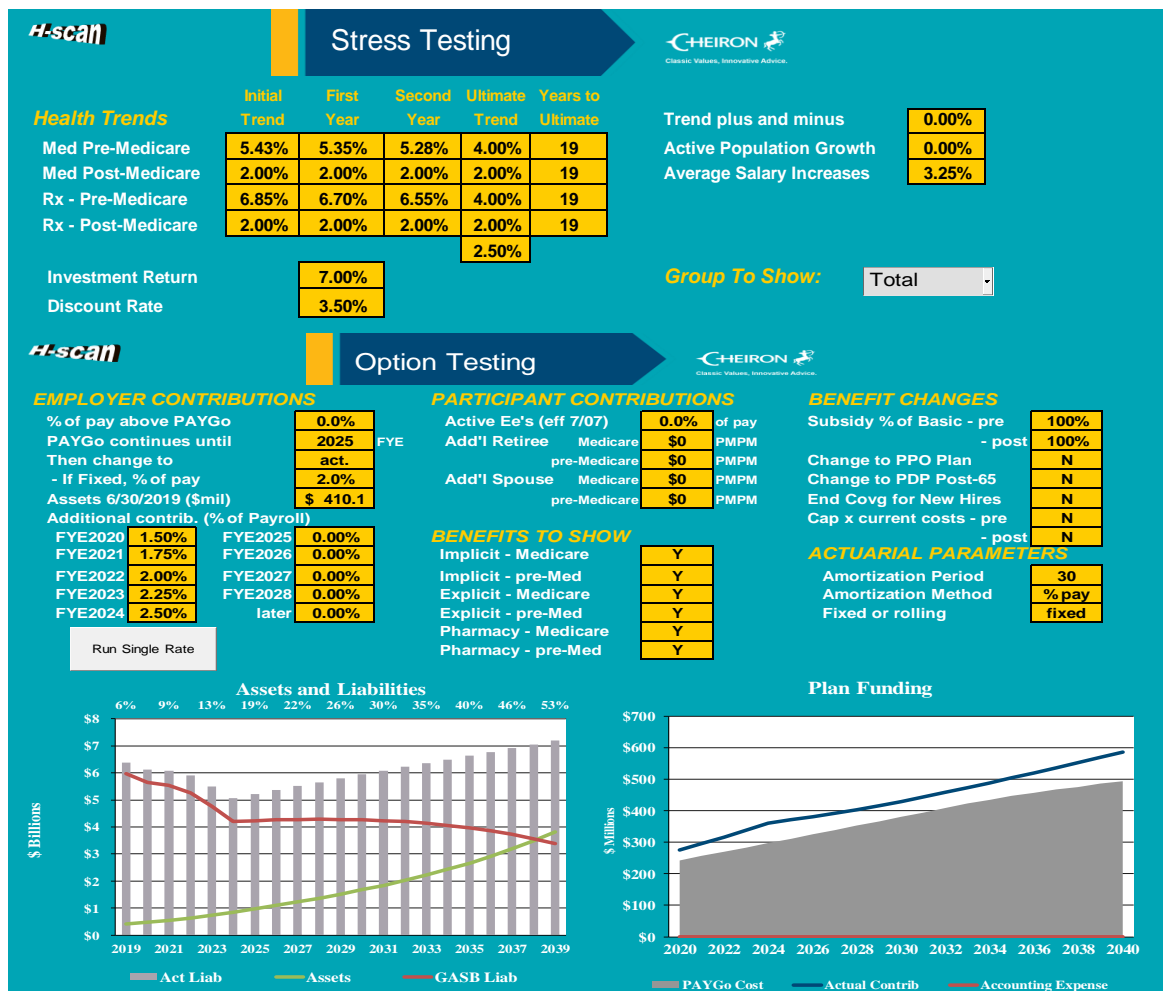 H-scan
Stress Testing
CHEIRON
Classic Values, Innovative Advice.
Initial First Second Ultimate Years to
Health Trends Trend Year Year Trend Ultimate
Med Pre-Medicare 5.43% 5.35% 5.28% 4.00% 19
Med Post-Medicare 2.00% 2.00% 2.00% 2.00% 19
Rx - Pre-Medicare 6.85% 6.70% 6.55% 4.00% 19
Rx - Post-Medicare 2.00% 2.00% 2.00% 2.00% 19
2.50%
Trend plus and minus 0.00%
Active Population Growth 0.00%
Average Salary Increases 3.25%
Investment Return 7.00%
Discount Rate 3.50%
Group To Show: Total
H-scan
Option Testing
CHEIRON
Classic Values, Innovative Advice.
EMPLOYER CONTRIBUTIONS
% of pay above PAYGo 0.0%
PAYGo continues until 2025 FYE
Then change to act.
- If Fixed, % of pay 2.0%
Assets 6/30/2019 ($mil) $ 410.1
Additional contrib. (% of Payroll)
FYE2020 1.50% FYE2025 0.00%
FYE2021 1.75% FYE2026 0.00%
FYE2022 2.00% FYE2027 0.00%
FYE2023 2.25% FYE2028 0.00%
FYE2024 2.50% later 0.00%
Run Single Rate
PARTICIPANT CONTRIBUTIONS
Active Ee's (eff 7/07) 0.0% of pay
Add'l Retiree Medicare $0 PMPM
pre-Medicare $0 PMPM
Add'l Spouse Medicare $0 PMPM
pre-Medicare $0 PMPM
BENEFITS TO SHOW
Implicit - Medicare Y
Implicit - pre-Med Y
Explicit - Medicare Y
Explicit - pre-Med Y
Pharmacy - Medicare Y
Pharmacy - pre-Med Y
BENEFIT CHANGES
Subsidy % of Basic - pre 100%
- post 100%
Change to PPO Plan N
Change to PDP Post-65 N
End Covg for New Hires N
Cap x current costs - pre N
- post N
ACTUARIAL PARAMETERS
Amortization Period 30
Amortization Method % pay
Fixed or rolling fixed
Assets and Liabilities
6% 9% 13% 19% 22% 26% 30% 35% 40% 46% 53%
$8
$7
$6
$5
$4
$3
$2
$1
$0
$ Billions
2019 2021 2023 2025 2027 2029 2031 2033 2035 2037 2039
Act Liab Assets GASB Liab
Plan Funding
$700
$600
$500
$400
$300
$200
$100
$0
$ Millions
2020 2022 2024 2026 2028 2030 2032 2034 2036 2038 2040
PAYGo Cost Actual Contrib Accounting Expense